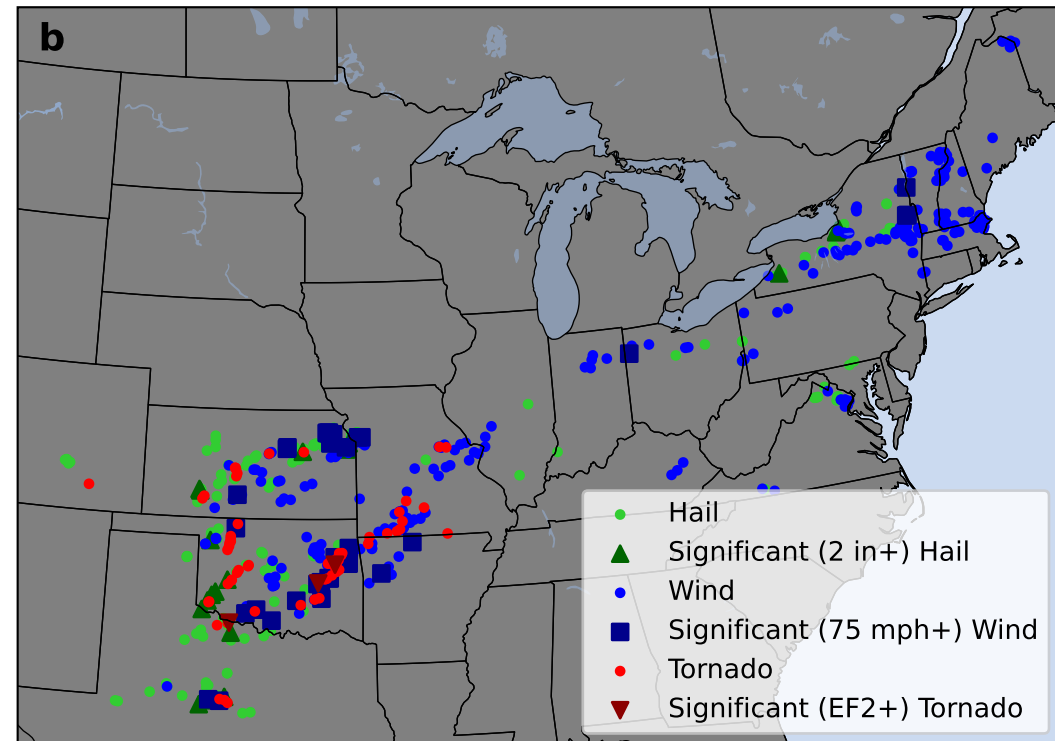 b
Hail
Significant (2 in+) Hail
Wind
Significant (75 mph+) Wind
Tornado
Significant (EF2+) Tornado